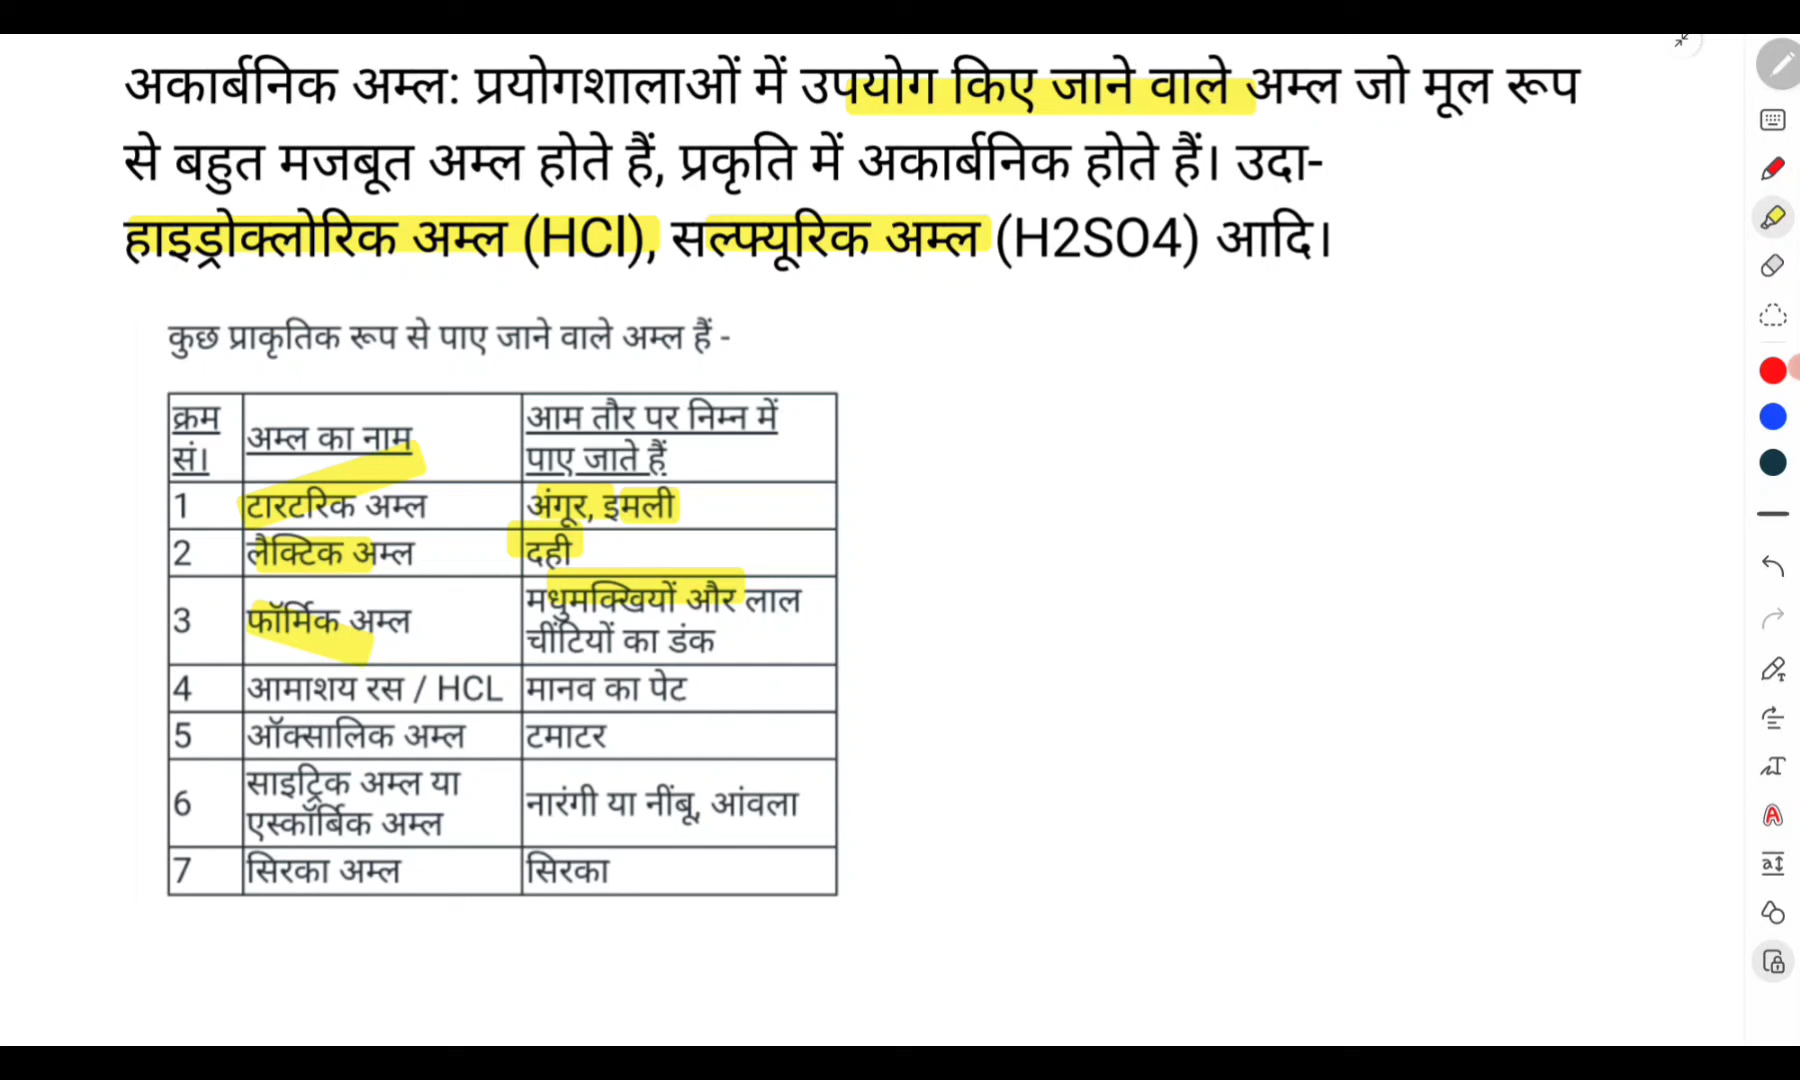 अकार्बनिक अम्ल: प्रयोगशालाओं में उपयोग किए जाने वाले अम्ल जो मूल रूप
से बहुत मजबूत अम्ल होते हैं, प्रकृति में अकार्बनिक होते हैं। उदा-
हाइड्रोक्लोरिक अम्ल (HCl), सल्फ्यूरिक अम्ल (H2SO4) आदि।
कुछ प्राकृतिक रूप से पाए जाने वाले अम्ल हैं -
क्रम सं। अम्ल का नाम आम तौर पर निम्न में
पाए जाते हैं
1 टारटरिक अम्ल अंगूर, इमली
2 लैक्टिक अम्ल दही
3 फॉर्मिक अम्ल मधुमक्खियों और लाल
चींटियों का डंक
4 आमाशय रस / HCL मानव का पेट
5 ऑक्सालिक अम्ल टमाटर
6 साइट्रिक अम्ल या
एस्कॉर्बिक अम्ल नारंगी या नींबू, आंवला
7 सिरका अम्ल सिरका